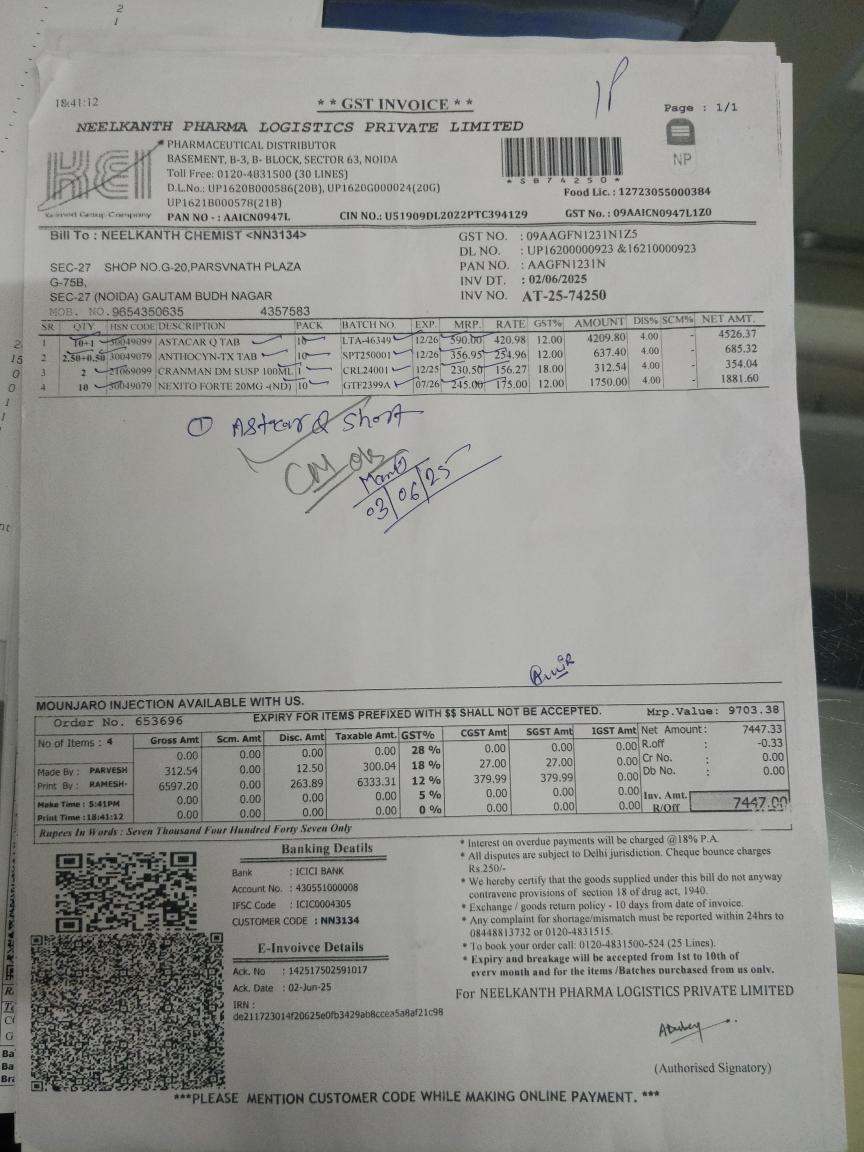 18:41:12
* * GST INVOICE * *
Page : 1/1
NEELKANTH PHARMA LOGISTICS PRIVATE LIMITED
KEI
Keimed Group Company
PHARMACEUTICAL DISTRIBUTOR
BASEMENT, B-3, B- BLOCK, SECTOR 63, NOIDA
Toll Free: 0120-4831500 (30 LINES)
D.L.No.: UP1620B000586(20B), UP1620G000024(20G)
UP1621B000578(21B)
PAN NO - : AAICN0947L
CIN NO.: U51909DL2022PTC394129
* S B 7 4 2 5 0 *
NP
Food Lic. : 12723055000384
GST No. : 09AAICN0947L1Z0
Bill To : NEELKANTH CHEMIST <NN3134>
SEC-27 SHOP NO.G-20,PARSVNATH PLAZA
G-75B,
SEC-27 (NOIDA) GAUTAM BUDH NAGAR
MOB. NO.9654350635 4357583
GST NO. : 09AAGFN1231N1Z5
DL NO. : UP16200000923 &16210000923
PAN NO. : AAGFN1231N
INV DT. : 02/06/2025
INV NO. AT-25-74250
SR QTY HSN CODE DESCRIPTION PACK BATCH NO. EXP. MRP. RATE GST% AMOUNT DIS% SCM% NET AMT.
1 10+1 30049099 ASTACAR Q TAB 10 LTA-46349 12/26 590.00 420.98 12.00 4209.80 4.00 - 4526.37
2 2.50+0.50 30049079 ANTHOCYN-TX TAB 10 SPT250001 12/26 356.95 254.96 12.00 637.40 4.00 - 685.32
3 2 21069099 CRANMAN DM SUSP 100ML 1 CRL24001 12/25 230.50 156.27 18.00 312.54 4.00 - 354.04
4 10 30049079 NEXITO FORTE 20MG -(ND) 10 GTF2399A 07/26 245.00 175.00 12.00 1750.00 4.00 - 1881.60
① Astcar Q Short
03/06/25
MOUNJARO INJECTION AVAILABLE WITH US.
Order No. 653696
EXPIRY FOR ITEMS PREFIXED WITH $$ SHALL NOT BE ACCEPTED.
Mrp.Value: 9703.38
No of Items : 4
Made By : PARVESH
Print By : RAMESH-
Make Time : 5:41PM
Print Time :18:41:12
Gross Amt Scm. Amt Disc. Amt Taxable Amt. GST% CGST Amt SGST Amt IGST Amt
0.00 0.00 0.00 0.00 28 % 0.00 0.00 0.00
312.54 0.00 12.50 300.04 18 % 27.00 27.00 0.00
6597.20 0.00 263.89 6333.31 12 % 379.99 379.99 0.00
0.00 0.00 0.00 0.00 5 % 0.00 0.00 0.00
0.00 0.00 0.00 0.00 0 % 0.00 0.00 0.00
Net Amount : 7447.33
R.off : -0.33
Cr No. : 0.00
Db No. : 0.00
Inv. Amt. R/Off 7447.00
Rupees In Words : Seven Thousand Four Hundred Forty Seven Only
Banking Deatils
Bank : ICICI BANK
Account No. : 430551000008
IFSC Code : ICIC0004305
CUSTOMER CODE : NN3134
E-Invoivce Details
Ack. No : 142517502591017
Ack. Date : 02-Jun-25
IRN :
de211723014f20625e0fb3429ab8ccea5a8af21c98
* Interest on overdue payments will be charged @18% P.A.
* All disputes are subject to Delhi jurisdiction. Cheque bounce charges
Rs.250/-
* We hereby certify that the goods supplied under this bill do not anyway
contravene provisions of section 18 of drug act, 1940.
* Exchange / goods return policy - 10 days from date of invoice.
* Any complaint for shortage/mismatch must be reported within 24hrs to
08448813732 or 0120-4831515.
* To book your order call: 0120-4831500-524 (25 Lines).
* Expiry and breakage will be accepted from 1st to 10th of
every month and for the items /Batches purchased from us only.
For NEELKANTH PHARMA LOGISTICS PRIVATE LIMITED
(Authorised Signatory)
***PLEASE MENTION CUSTOMER CODE WHILE MAKING ONLINE PAYMENT. ***